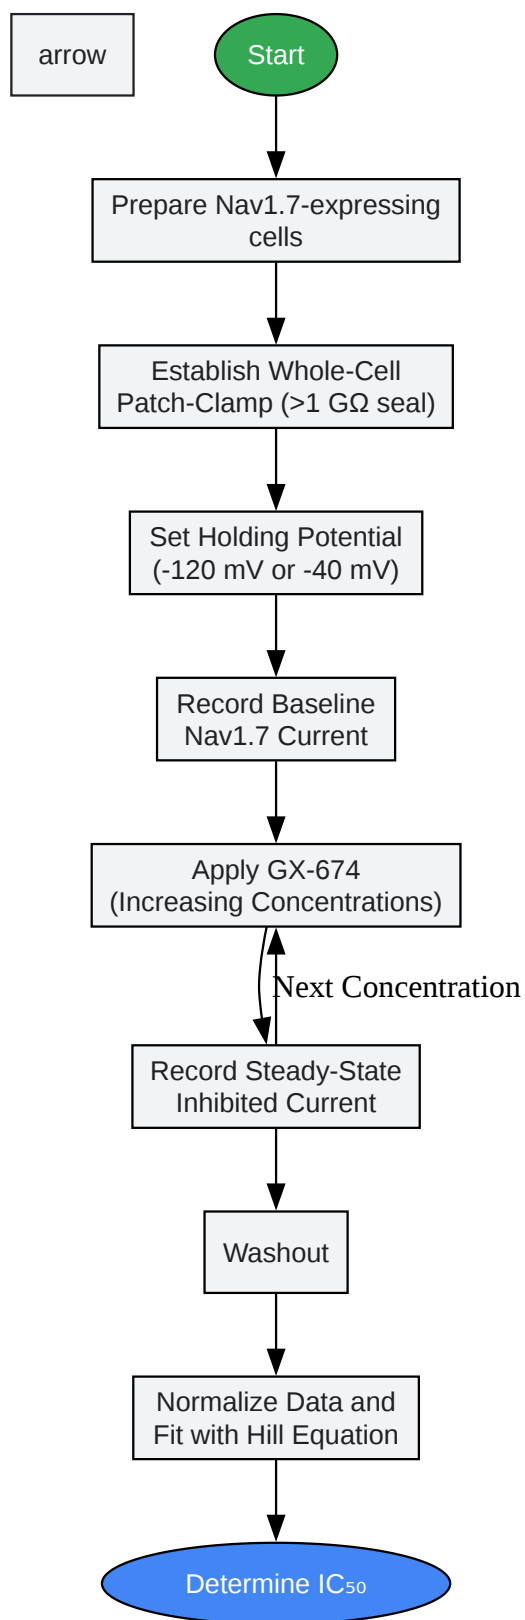 arrow
Start
Prepare Nav1.7-expressing
cells
Establish Whole-Cell
Patch-Clamp (>1 GΩ seal)
Set Holding Potential
(-120 mV or -40 mV)
Record Baseline
Nav1.7 Current
Apply GX-674
(Increasing Concentrations)
Next Concentration
Record Steady-State
Inhibited Current
Washout
Normalize Data and
Fit with Hill Equation
Determine IC₅₀